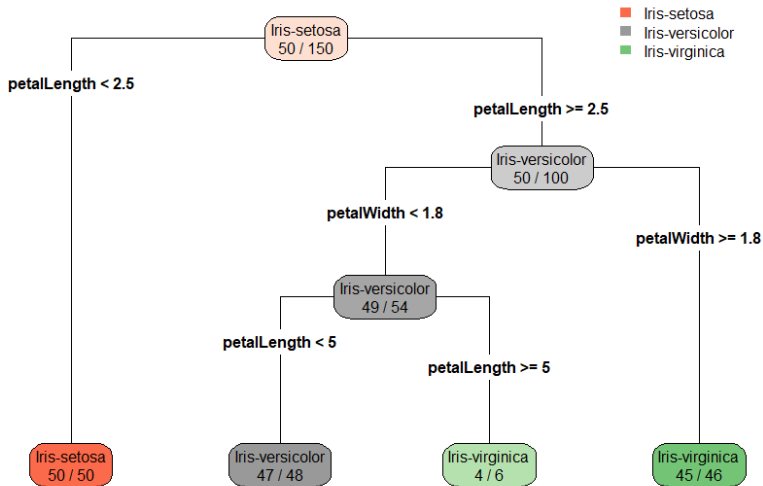 Iris-setosa
50 / 150
Iris-setosa
Iris-versicolor
Iris-virginica
petalLength < 2.5
petalLength >= 2.5
Iris-versicolor
50 / 100
petalWidth < 1.8
petalWidth >= 1.8
Iris-versicolor
49 / 54
petalLength < 5
petalLength >= 5
Iris-setosa
50 / 50
Iris-versicolor
47 / 48
Iris-virginica
4 / 6
Iris-virginica
45 / 46